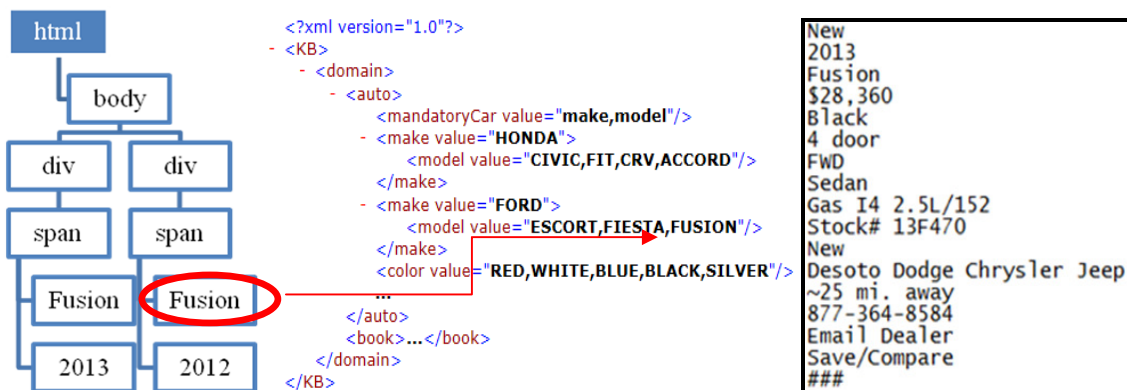 html
body
div
div
span
span
Fusion
Fusion
2013
2012
<?xml version="1.0"?>
- <KB>
- <domain>
- <auto>
<mandatoryCar value="make,model"/>
- <make value="HONDA">
<model value="CIVIC,FIT,CRV,ACCORD"/>
</make>
- <make value="FORD">
<model value="ESCORT,FIESTA,FUSION"/>
</make>
<color value="RED,WHITE,BLUE,BLACK,SILVER"/>
...
</auto>
<book>...</book>
</domain>
</KB>
New
2013
Fusion
$28,360
Black
4 door
FWD
Sedan
Gas I4 2.5L/152
Stock# 13F470
New
Desoto Dodge Chrysler Jeep
~25 mi. away
877-364-8584
Email Dealer
Save/Compare
###